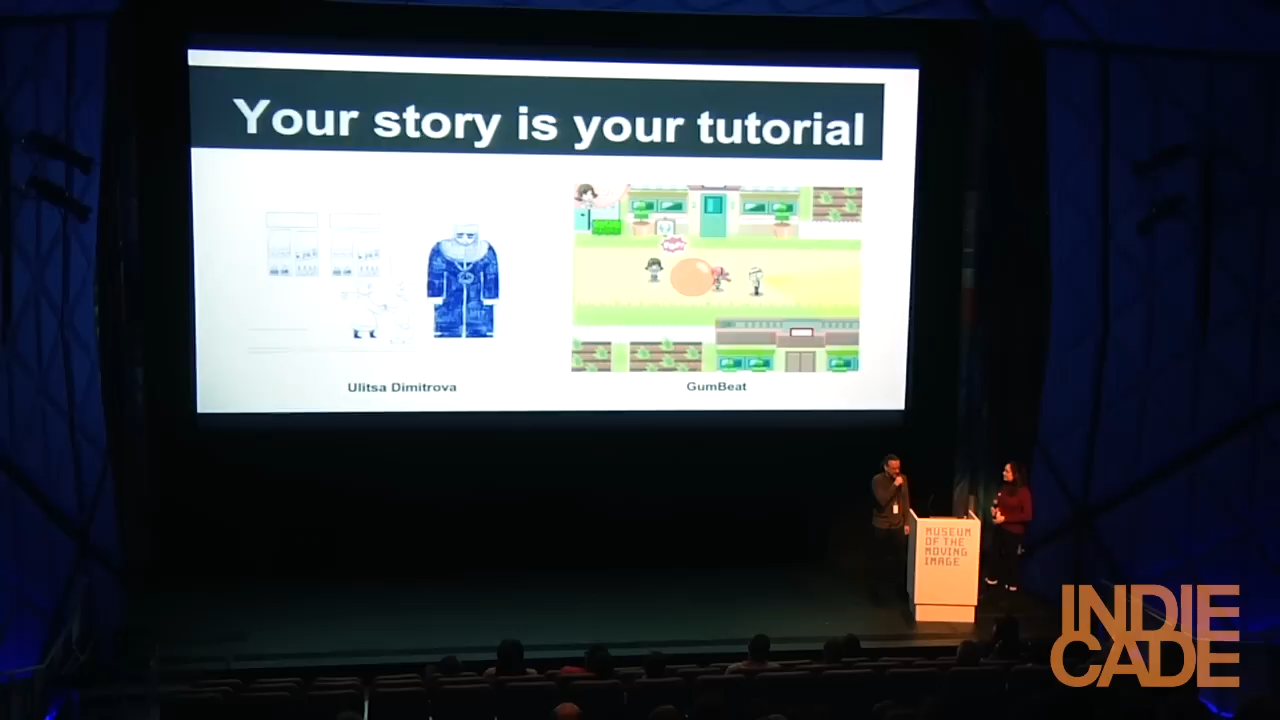 Your story is your tutorial
Ulitsa Dimitrova
GumBeat
MUSEUM
OF THE
MOVING
IMAGE
INDIE
CADE